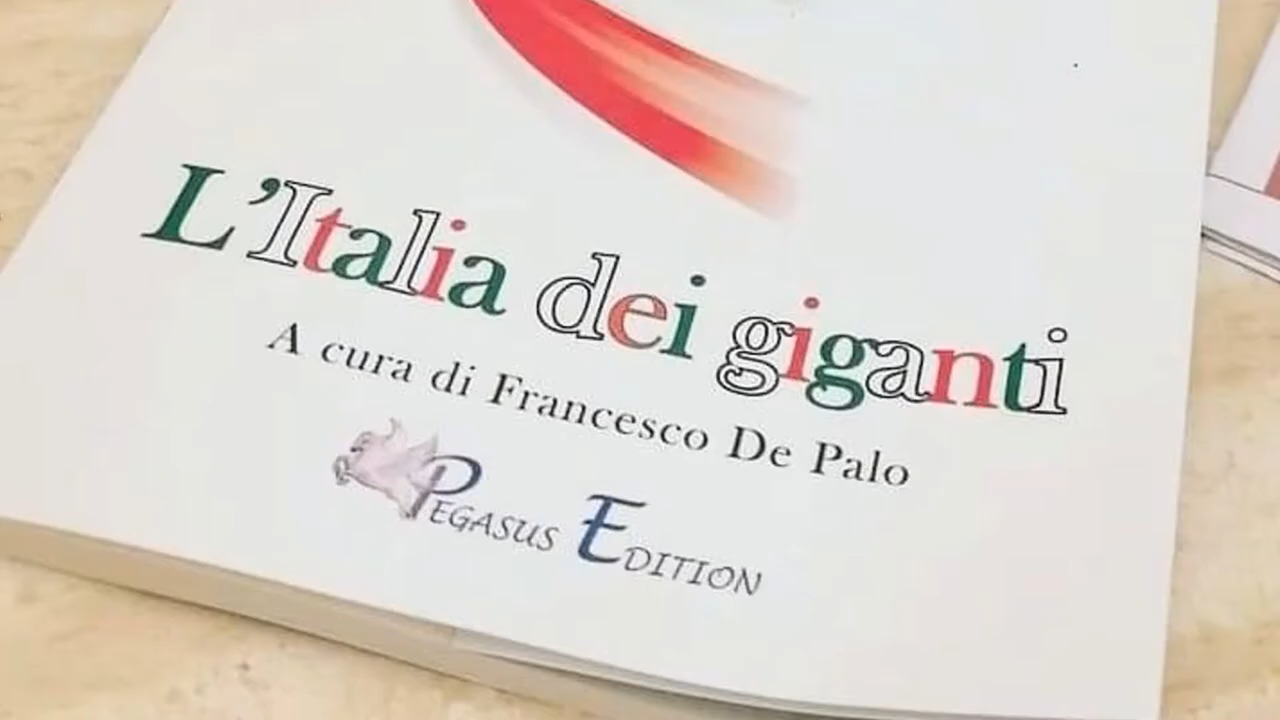 L'Italia dei giganti
A cura di Francesco De Palo
PEGASUS EDITION